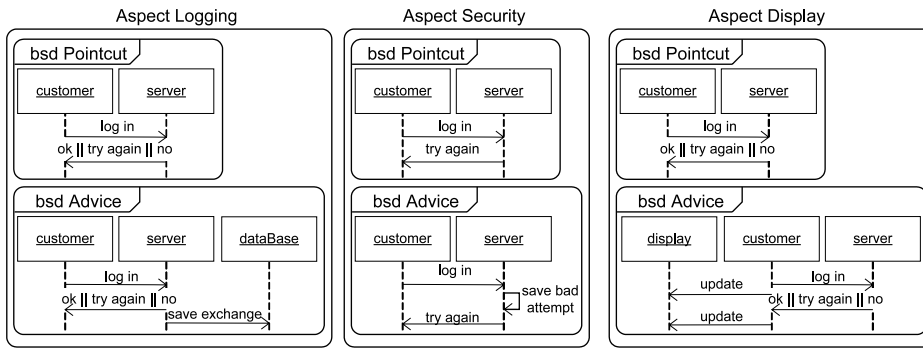 Aspect Logging
bsd Pointcut
customer server
log in
ok || try again || no
bsd Advice
customer server dataBase
log in
ok || try again || no
save exchange
Aspect Security
bsd Pointcut
customer server
log in
try again
bsd Advice
customer server
log in
save bad
attempt
try again
Aspect Display
bsd Pointcut
customer server
log in
ok || try again || no
bsd Advice
display customer server
log in
update
ok || try again || no
update